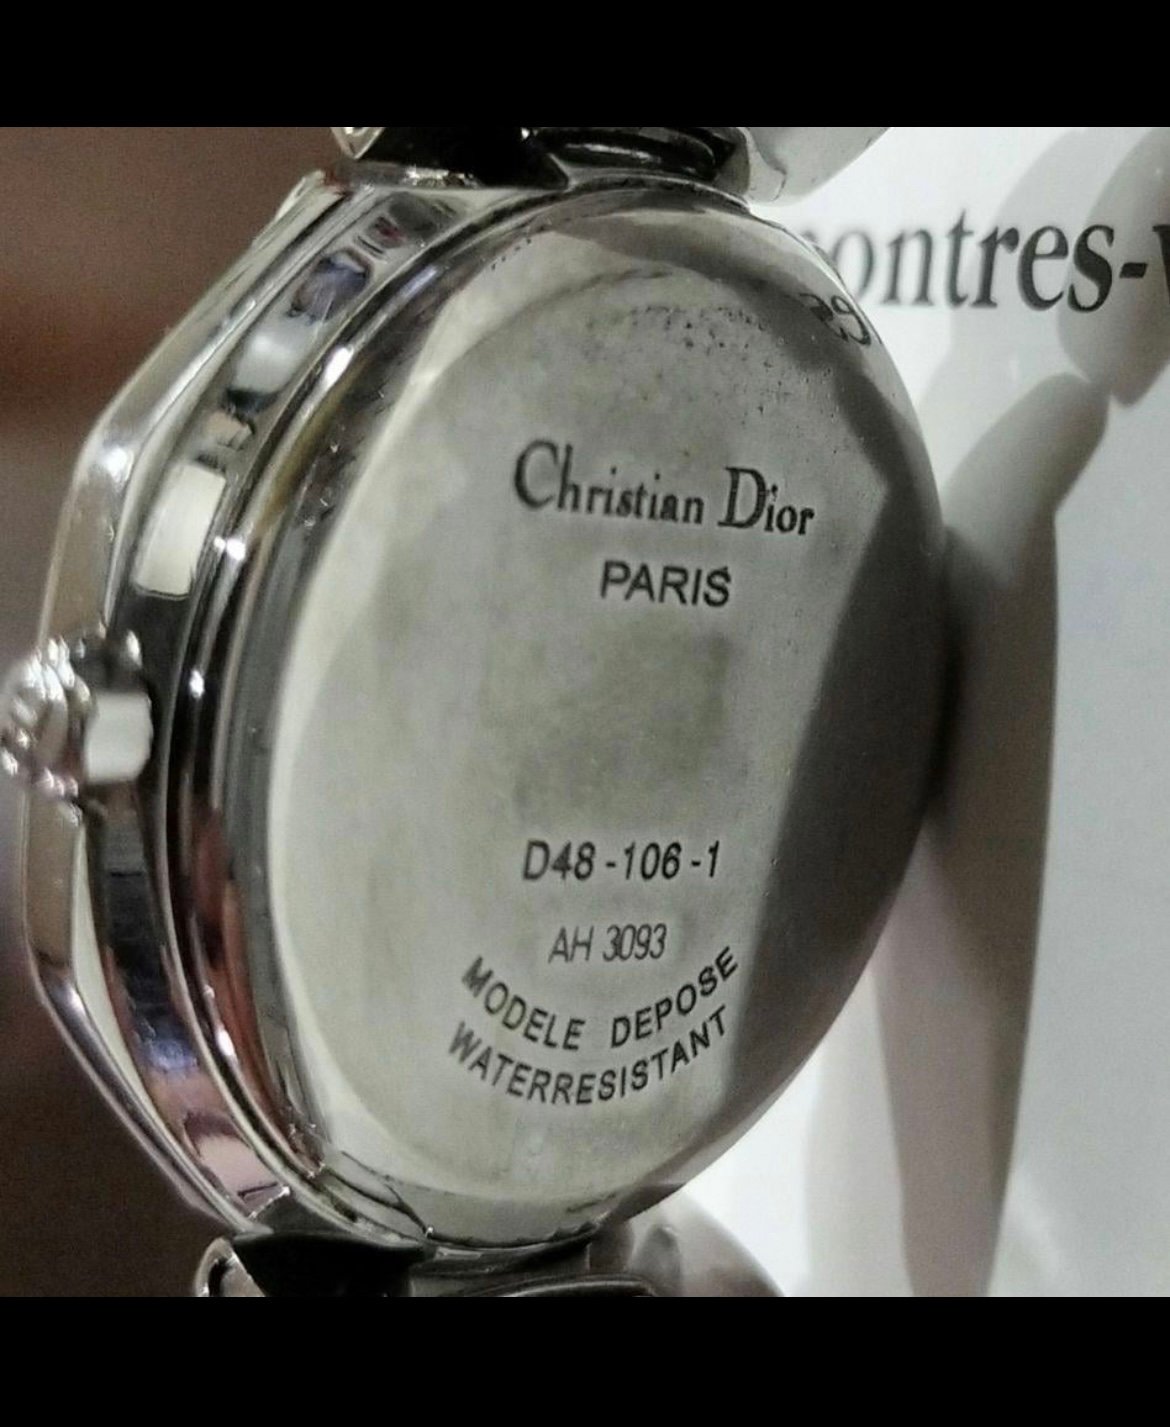 ontres-
Christian Dior
PARIS
D48-106-1
AH 3093
MODELE DEPOSE
WATERRESISTANT